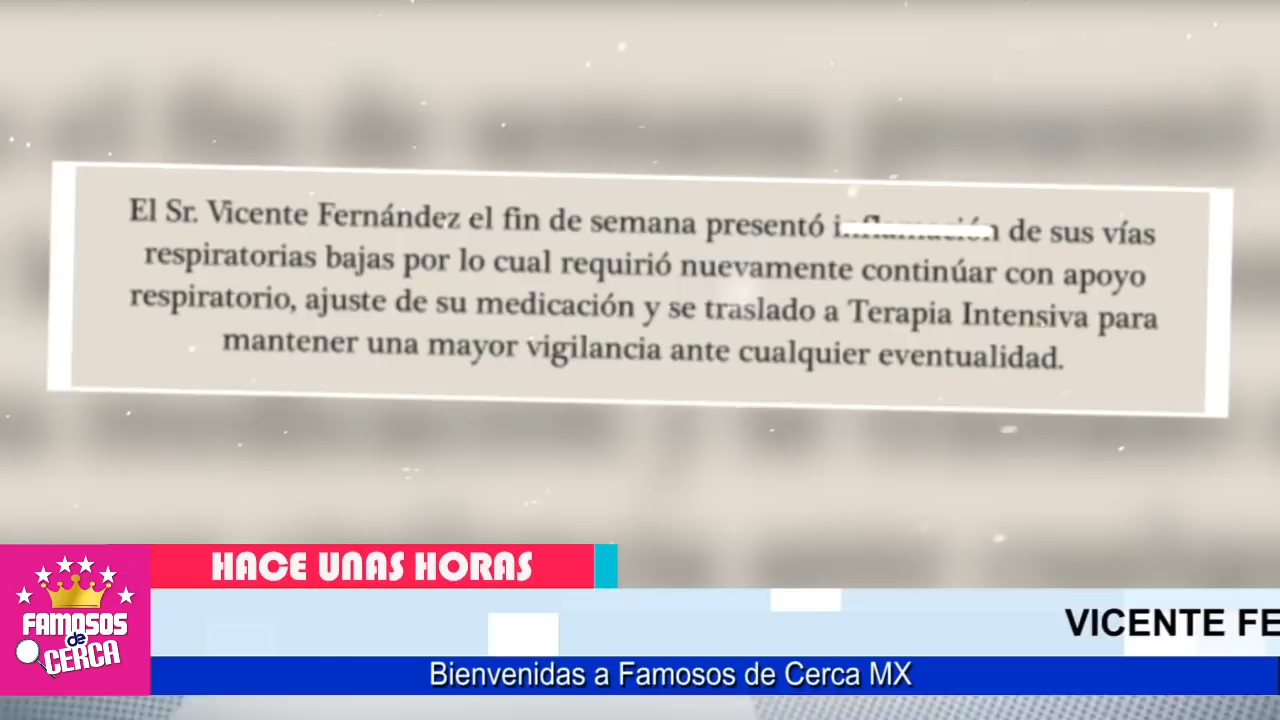 El Sr. Vicente Fernández el fin de semana presentó inflamación de sus vías
respiratorias bajas por lo cual requirió nuevamente continúar con apoyo
respiratorio, ajuste de su medicación y se traslado a Terapia Intensiva para
mantener una mayor vigilancia ante cualquier eventualidad.
HACE UNAS HORAS
VICENTE FE
FAMOSOS
de
CERCA
Bienvenidas a Famosos de Cerca MX